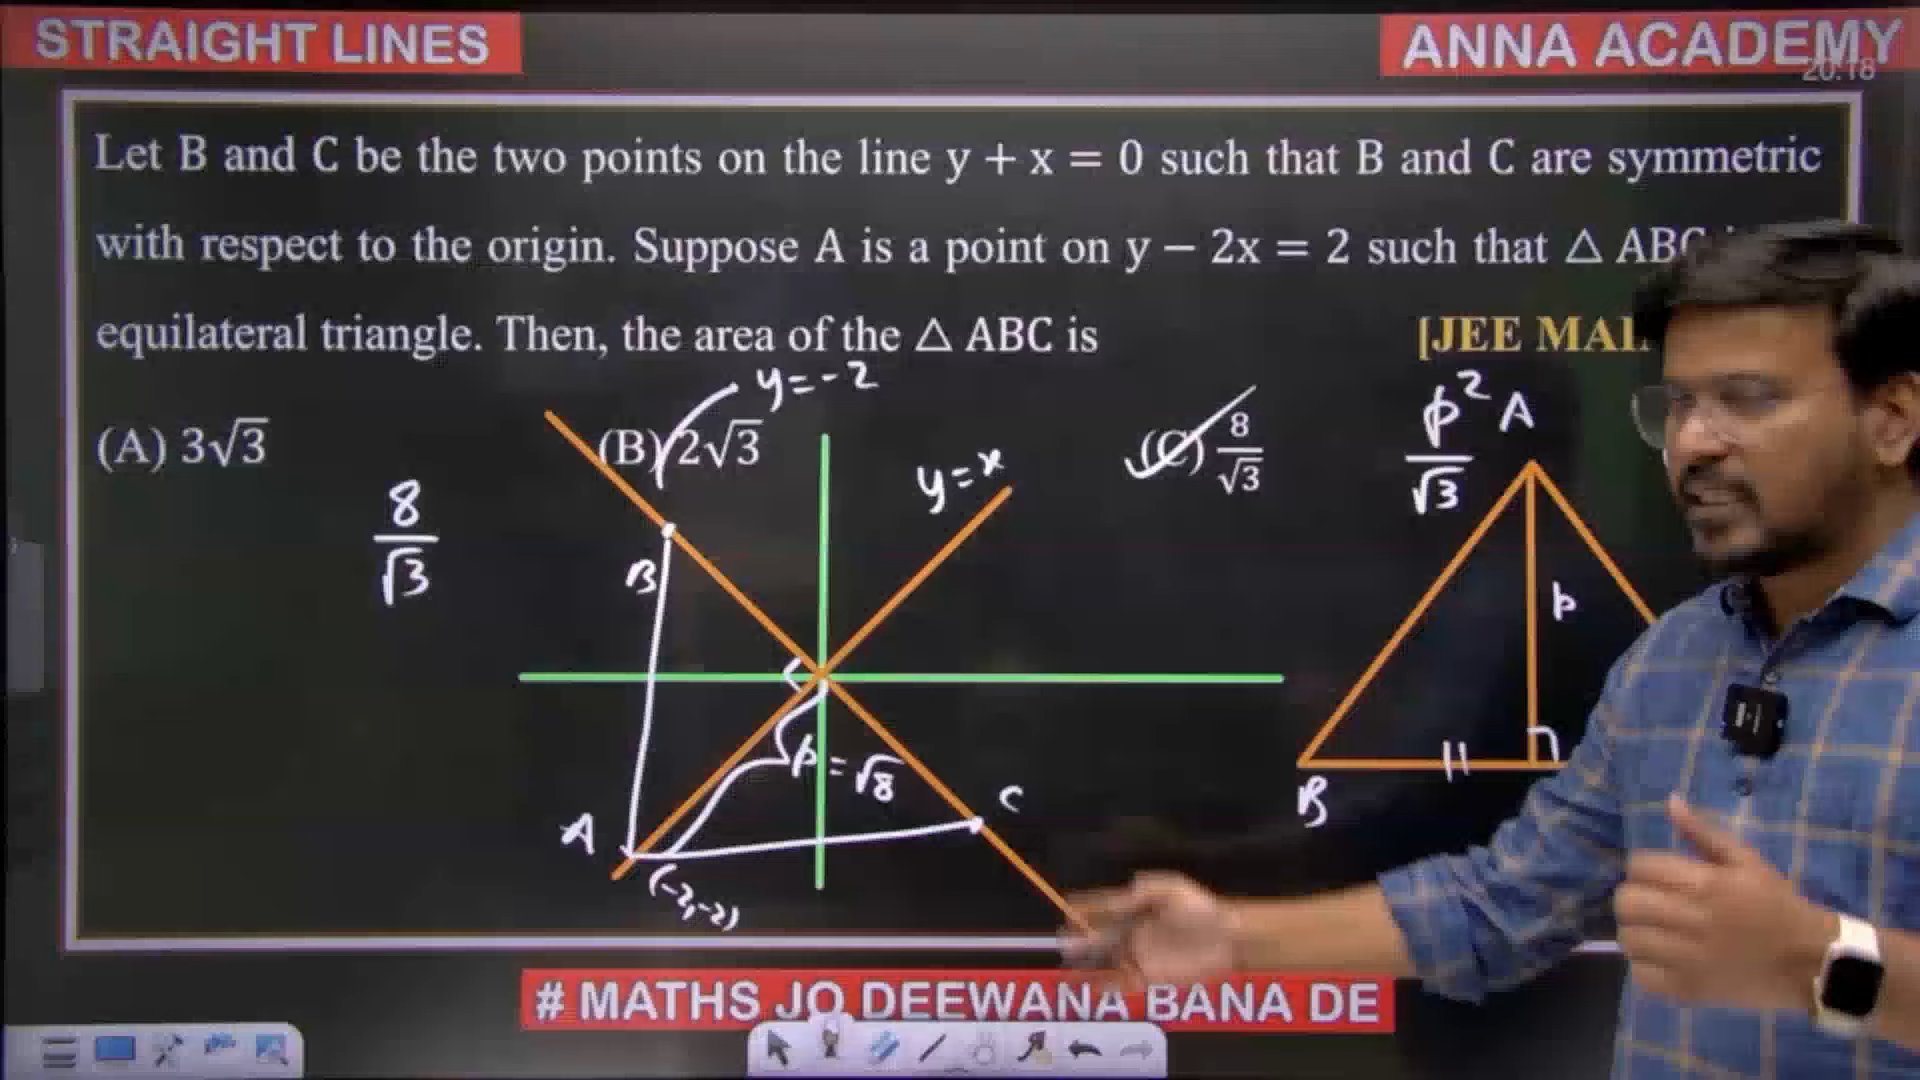 STRAIGHT LINES
ANNA ACADEMY
20:18
Let B and C be the two points on the line y + x = 0 such that B and C are symmetric
with respect to the origin. Suppose A is a point on y − 2x = 2 such that △ ABC
equilateral triangle. Then, the area of the △ ABC is
[JEE MAI
y=-2
(A) 3√3
(B) 2√3
(C) 8/√3
p²/√3
A
8/√3
y=x
B
p
p=√8
C
B
A
(-2,-2)
# MATHS JO DEEWANA BANA DE